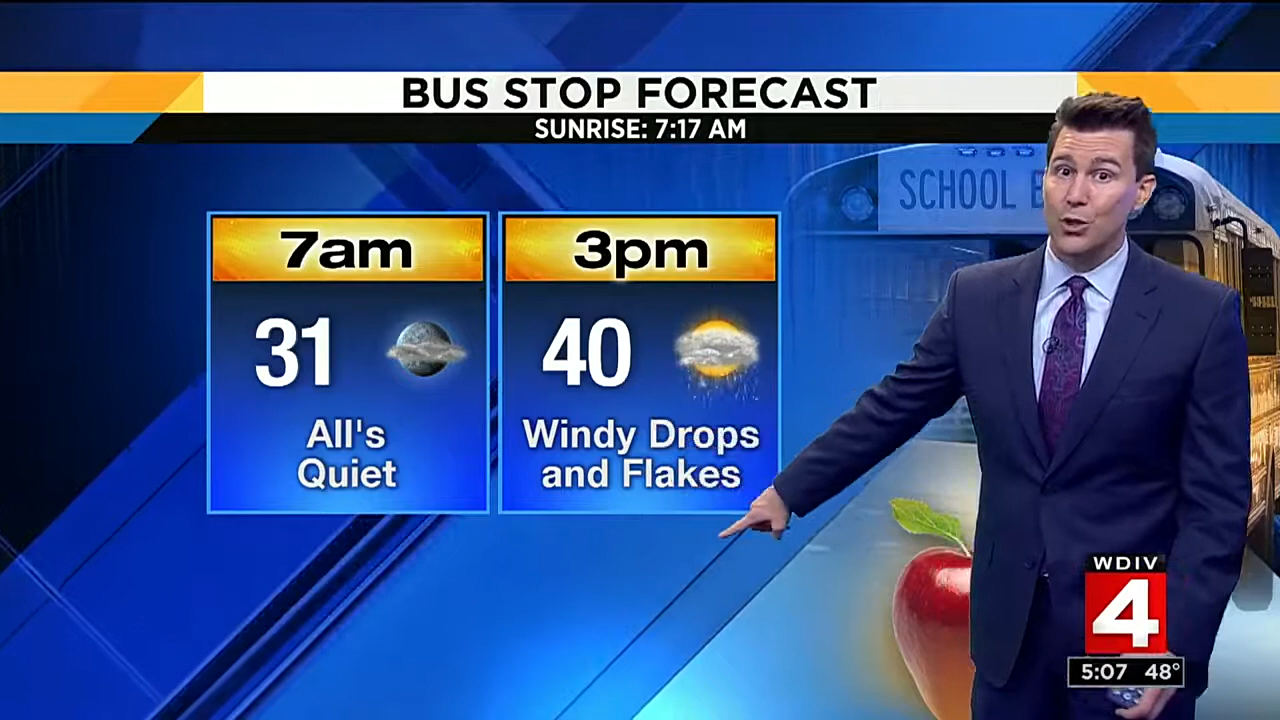 BUS STOP FORECAST
SUNRISE: 7:17 AM
SCHOOL B
7am
3pm
31
40
All's
Quiet
Windy Drops
and Flakes
WDIV
4
5:07 48°